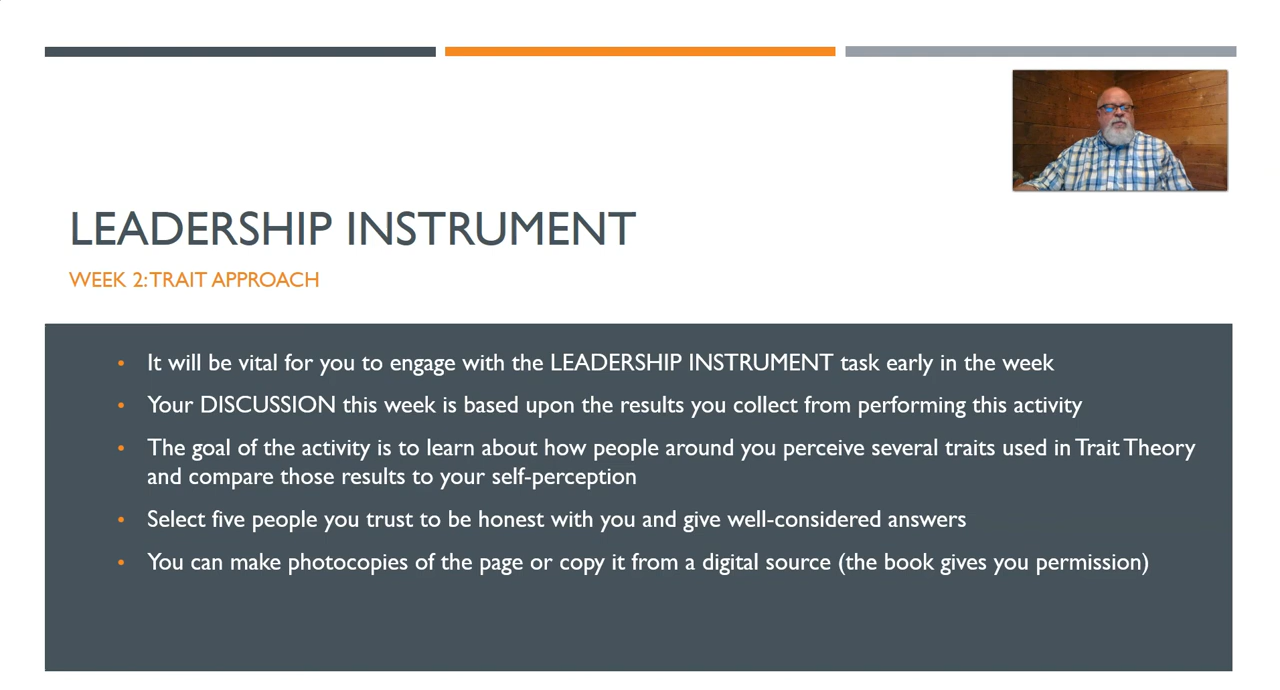 LEADERSHIP INSTRUMENT
WEEK 2: TRAIT APPROACH
• It will be vital for you to engage with the LEADERSHIP INSTRUMENT task early in the week
• Your DISCUSSION this week is based upon the results you collect from performing this activity
• The goal of the activity is to learn about how people around you perceive several traits used in Trait Theory
and compare those results to your self-perception
• Select five people you trust to be honest with you and give well-considered answers
• You can make photocopies of the page or copy it from a digital source (the book gives you permission)